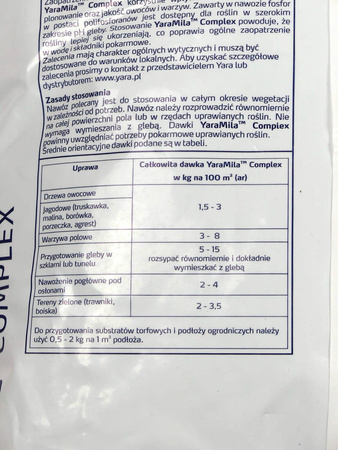 YaraMila™ Complex korzystnie
plonowanie oraz jakość owoców i warzyw. Zawarty w nawozie fosfor
w postaci polifosforanów jest dostępny dla roślin w szerokim
zakresie pH gleby. Stosowanie YaraMila™ Complex powoduje, że
rośliny lepiej się ukorzeniają, co poprawia ogólne zaopatrzenie
w wodę i składniki pokarmowe.
Zalecenia mają charakter ogólnych wytycznych i muszą być
dostosowane do warunków lokalnych. Aby uzyskać szczegółowe
zalecenia prosimy o kontakt z przedstawicielem Yara lub
dystrybutorem: www.yara.pl
Zasady stosowania
Nawóz polecany jest do stosowania w całym okresie wegetacji
w zależności od potrzeb. Nawóz należy rozprowadzić równomiernie
na całej powierzchni pola lub w rzędach uprawianych roślin. Nie
wymaga wymieszania z glebą. Dawki YaraMila™ Complex
powinny uwzględniać potrzeby pokarmowe uprawianych roślin.
Średnie orientacyjne dawki podane są w tabeli.
Uprawa
Całkowita dawka YaraMila™ Complex
w kg na 100 m² (ar)
Drzewa owocowe
jagodowe (truskawka,
malina, borówka,
porzeczka, agrest)
1,5 - 3
Warzywa polowe
3 - 8
Przygotowanie gleby w
szklarni lub tunelu
5 - 15
rozsypać równomiernie i dokładnie
wymieszkać z glebą
Nawożenie pogłówne pod
osłonami
2 - 4
Tereny zielone (trawniki,
boiska)
2 - 3,5
Do przygotowania substratów torfowych i podłoży ogrodniczych należy
użyć 0,5 - 2 kg na 1 m³ podłoża.
COMPLEX